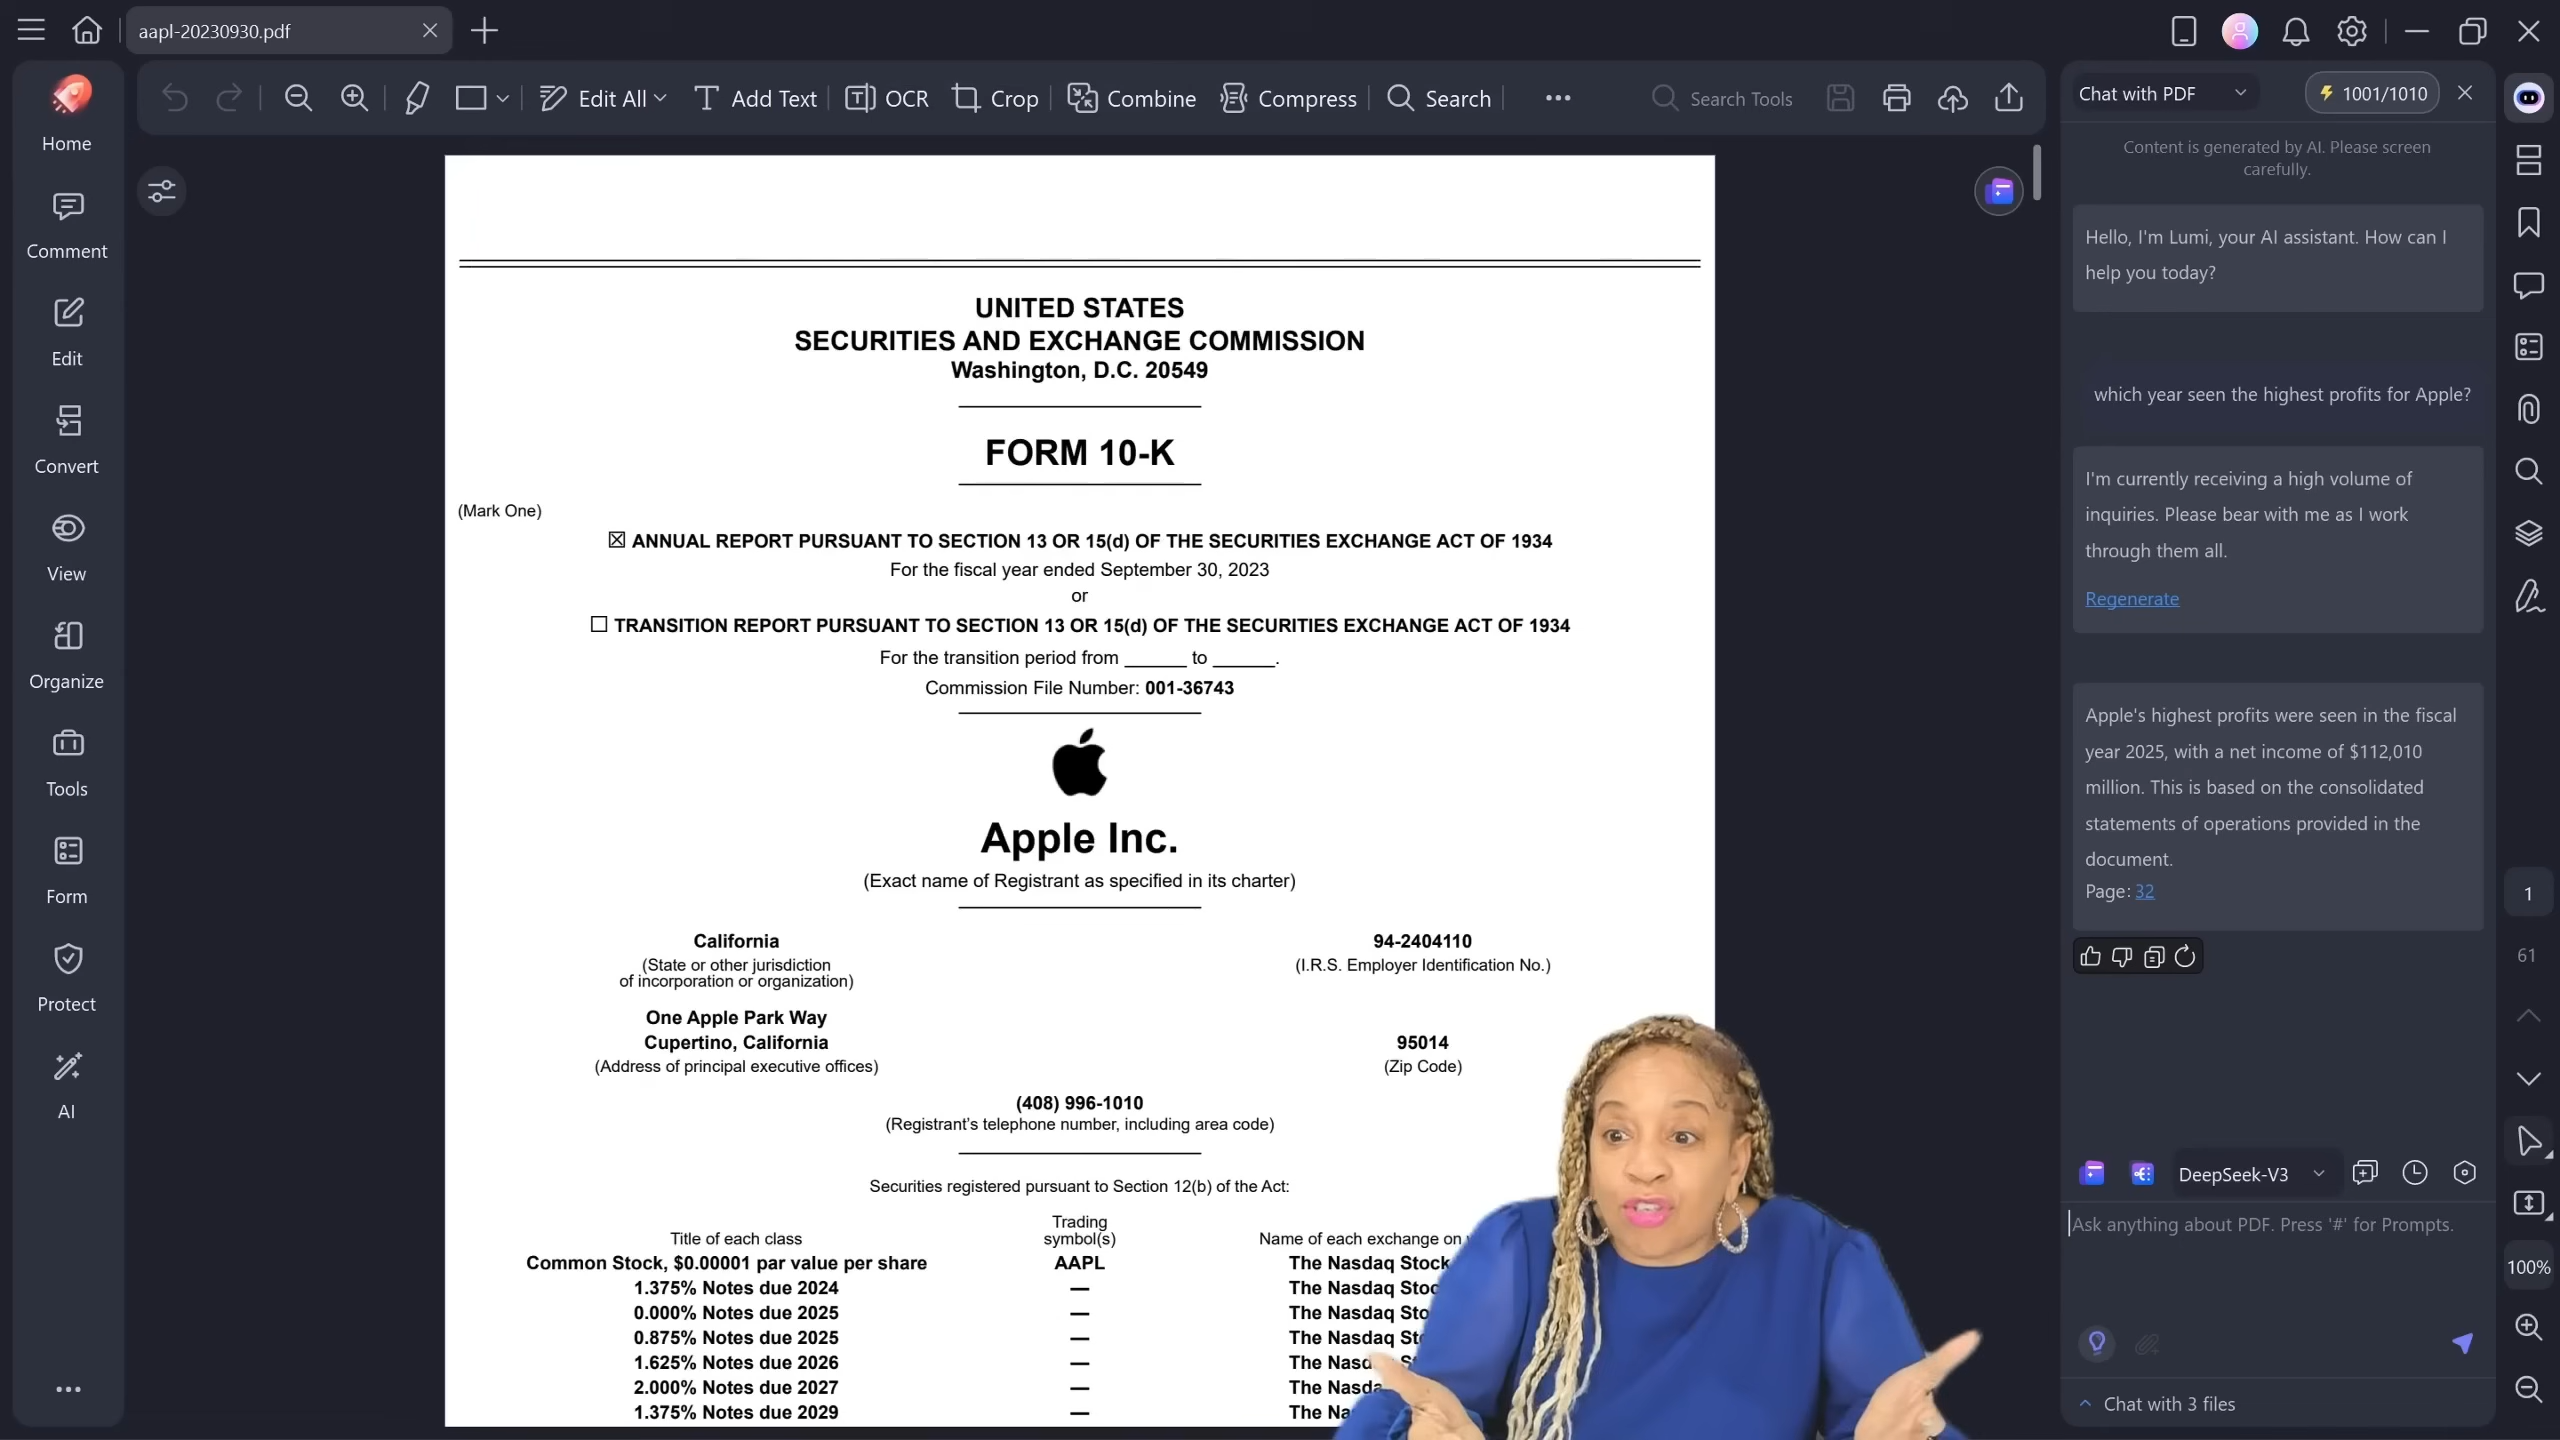 aapl-20230930.pdf
Edit All
Add Text
OCR
Crop
Combine
Compress
Search
Search Tools
Home
Comment
Edit
Convert
View
Organize
Tools
Form
Protect
AI
UNITED STATES
SECURITIES AND EXCHANGE COMMISSION
Washington, D.C. 20549
FORM 10-K
(Mark One)
☒ ANNUAL REPORT PURSUANT TO SECTION 13 OR 15(d) OF THE SECURITIES EXCHANGE ACT OF 1934
For the fiscal year ended September 30, 2023
or
☐ TRANSITION REPORT PURSUANT TO SECTION 13 OR 15(d) OF THE SECURITIES EXCHANGE ACT OF 1934
For the transition period from ______ to ______.
Commission File Number: 001-36743
Apple Inc.
(Exact name of Registrant as specified in its charter)
California 94-2404110
(State or other jurisdiction (I.R.S. Employer Identification No.)
of incorporation or organization)
One Apple Park Way
Cupertino, California 95014
(Address of principal executive offices) (Zip Code)
(408) 996-1010
(Registrant's telephone number, including area code)
Securities registered pursuant to Section 12(b) of the Act:
Trading
Title of each class symbol(s) Name of each exchange on
Common Stock, $0.00001 par value per share AAPL The Nasdaq Stock
1.375% Notes due 2024 — The Nasdaq
0.000% Notes due 2025 — The Nasdaq
0.875% Notes due 2025 — The Nasdaq
1.625% Notes due 2026 — The
2.000% Notes due 2027 — The
1.375% Notes due 2029 — The
Chat with PDF
1001/1010
Content is generated by AI. Please screen
carefully.
Hello, I'm Lumi, your AI assistant. How can I
help you today?
which year seen the highest profits for Apple?
I'm currently receiving a high volume of
inquiries. Please bear with me as I work
through them all.
Regenerate
Apple's highest profits were seen in the fiscal
year 2025, with a net income of $112,010
million. This is based on the consolidated
statements of operations provided in the
document.
Page: 32
DeepSeek-V3
Ask anything about PDF. Press '#' for Prompts.
Chat with 3 files
1
61
100%